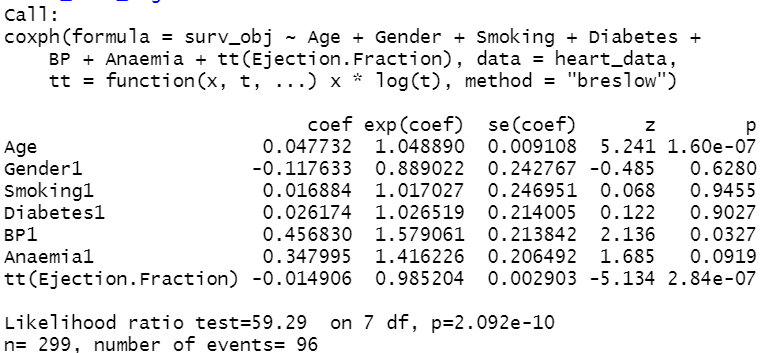 Call:
coxph(formula = surv_obj ~ Age + Gender + Smoking + Diabetes +
    BP + Anaemia + tt(Ejection.Fraction), data = heart_data,
    tt = function(x, t, ...) x * log(t), method = "breslow")
                           coef exp(coef)  se(coef)      z        p
Age                    0.047732  1.048890  0.009108  5.241 1.60e-07
Gender1               -0.117633  0.889022  0.242767 -0.485   0.6280
Smoking1               0.016884  1.017027  0.246951  0.068   0.9455
Diabetes1              0.026174  1.026519  0.214005  0.122   0.9027
BP1                    0.456830  1.579061  0.213842  2.136   0.0327
Anaemia1               0.347995  1.416226  0.206492  1.685   0.0919
tt(Ejection.Fraction) -0.014906  0.985204  0.002903 -5.134 2.84e-07
Likelihood ratio test=59.29  on 7 df, p=2.092e-10
n= 299, number of events= 96